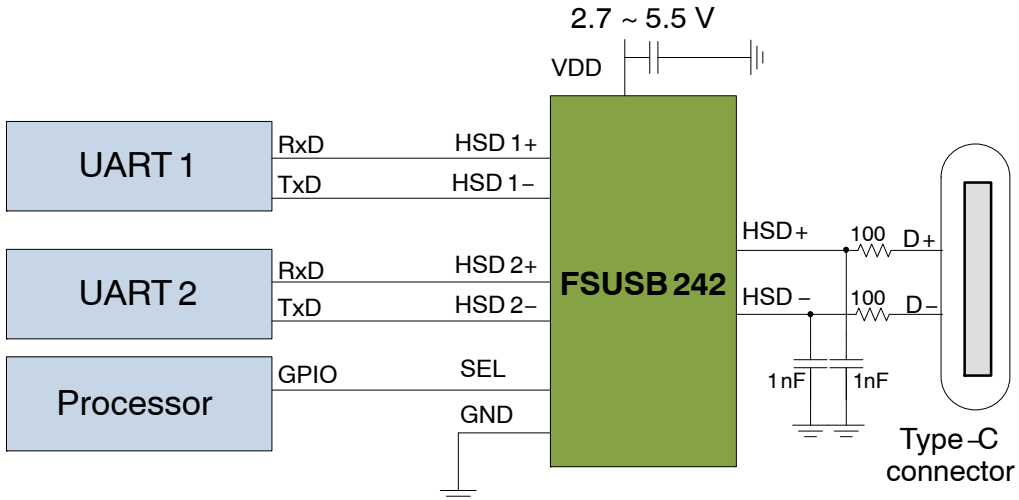 2.7 ~ 5.5 V
VDD
UART 1
RxD
HSD 1+
TxD
HSD 1−
UART 2
RxD
HSD 2+
TxD
HSD 2−
Processor
GPIO
SEL
GND
FSUSB 242
HSD+
100
D+
HSD −
100
D−
1nF
1nF
Type−C
connector